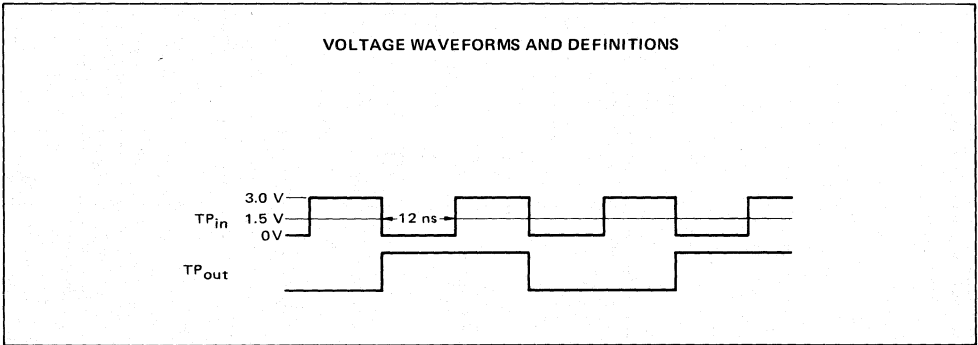 VOLTAGE WAVEFORMS AND DEFINITIONS
3.0 V
TPin 1.5 V 12 ns
0V
TPout